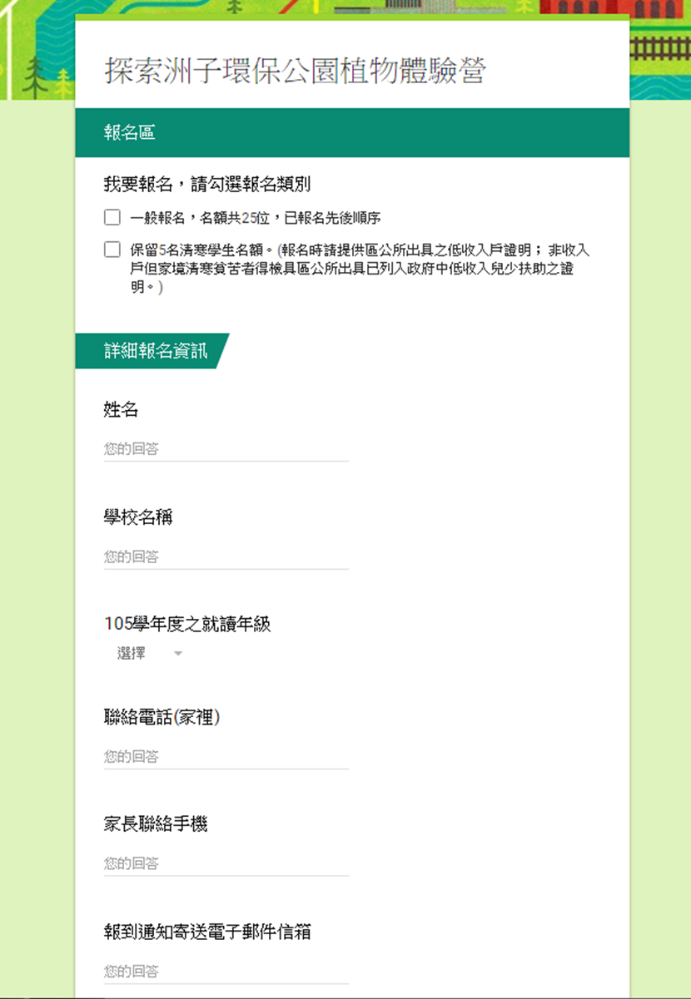 探索洲子環保公園植物體驗營
報名區
我要報名，請勾選報名類別
一般報名，名額共25位，已報名先後順序
保留5名清寒學生名額。(報名時請提供區公所出具之低收入戶證明； 非收入
戶但家境清寒貧苦者得檢具區公所出具已列入政府中低收入兒少扶助之證
明。)
詳細報名資訊
姓名
您的回答
學校名稱
您的回答
105學年度之就讀年級
選擇
聯絡電話(家裡)
您的回答
家長聯絡手機
您的回答
報到通知寄送電子郵件信箱
您的回答